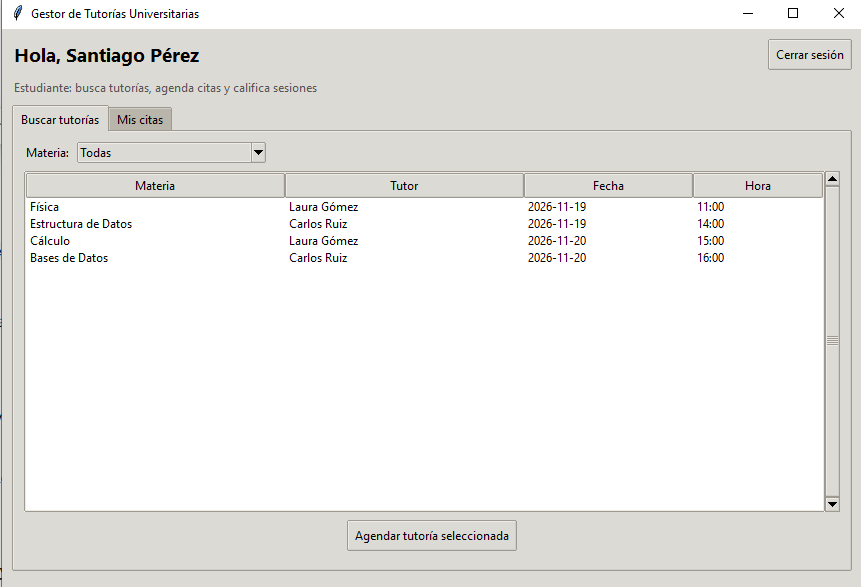 Gestor de Tutorías Universitarias
Hola, Santiago Pérez
Cerrar sesión
Estudiante: busca tutorías, agenda citas y califica sesiones
Buscar tutorías Mis citas
Materia: Todas
Materia Tutor Fecha Hora
Física Laura Gómez 2026-11-19 11:00
Estructura de Datos Carlos Ruiz 2026-11-19 14:00
Cálculo Laura Gómez 2026-11-20 15:00
Bases de Datos Carlos Ruiz 2026-11-20 16:00
Agendar tutoría seleccionada